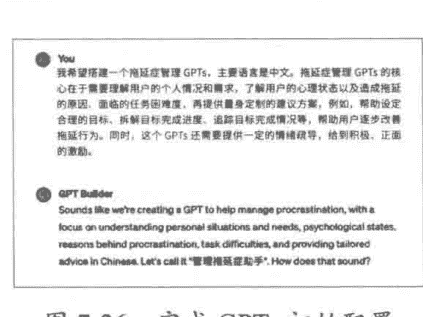 You
我希望搭建一个拖延症管理 GPTs，主要语言是中文。拖延症管理 GPTs 的核
心在于需要理解用户的个人情况和需求，了解用户的心理状态以及造成拖延
的原因、面临的任务困难度，再提供量身定制的建议方案，例如，帮助设定
合理的目标、拆解目标完成进度、追踪目标完成情况等，帮助用户逐步改善
拖延行为。同时，这个 GPTs 还需要提供一定的情绪疏导，给到积极、正面
的激励。
GPT Builder
Sounds like we're creating a GPT to help manage procrastination, with a
focus on understanding personal situations and needs, psychological states,
reasons behind procrastination, task difficulties, and providing tailored
advice in Chinese. Let's call it "管理拖延症助手". How does that sound?